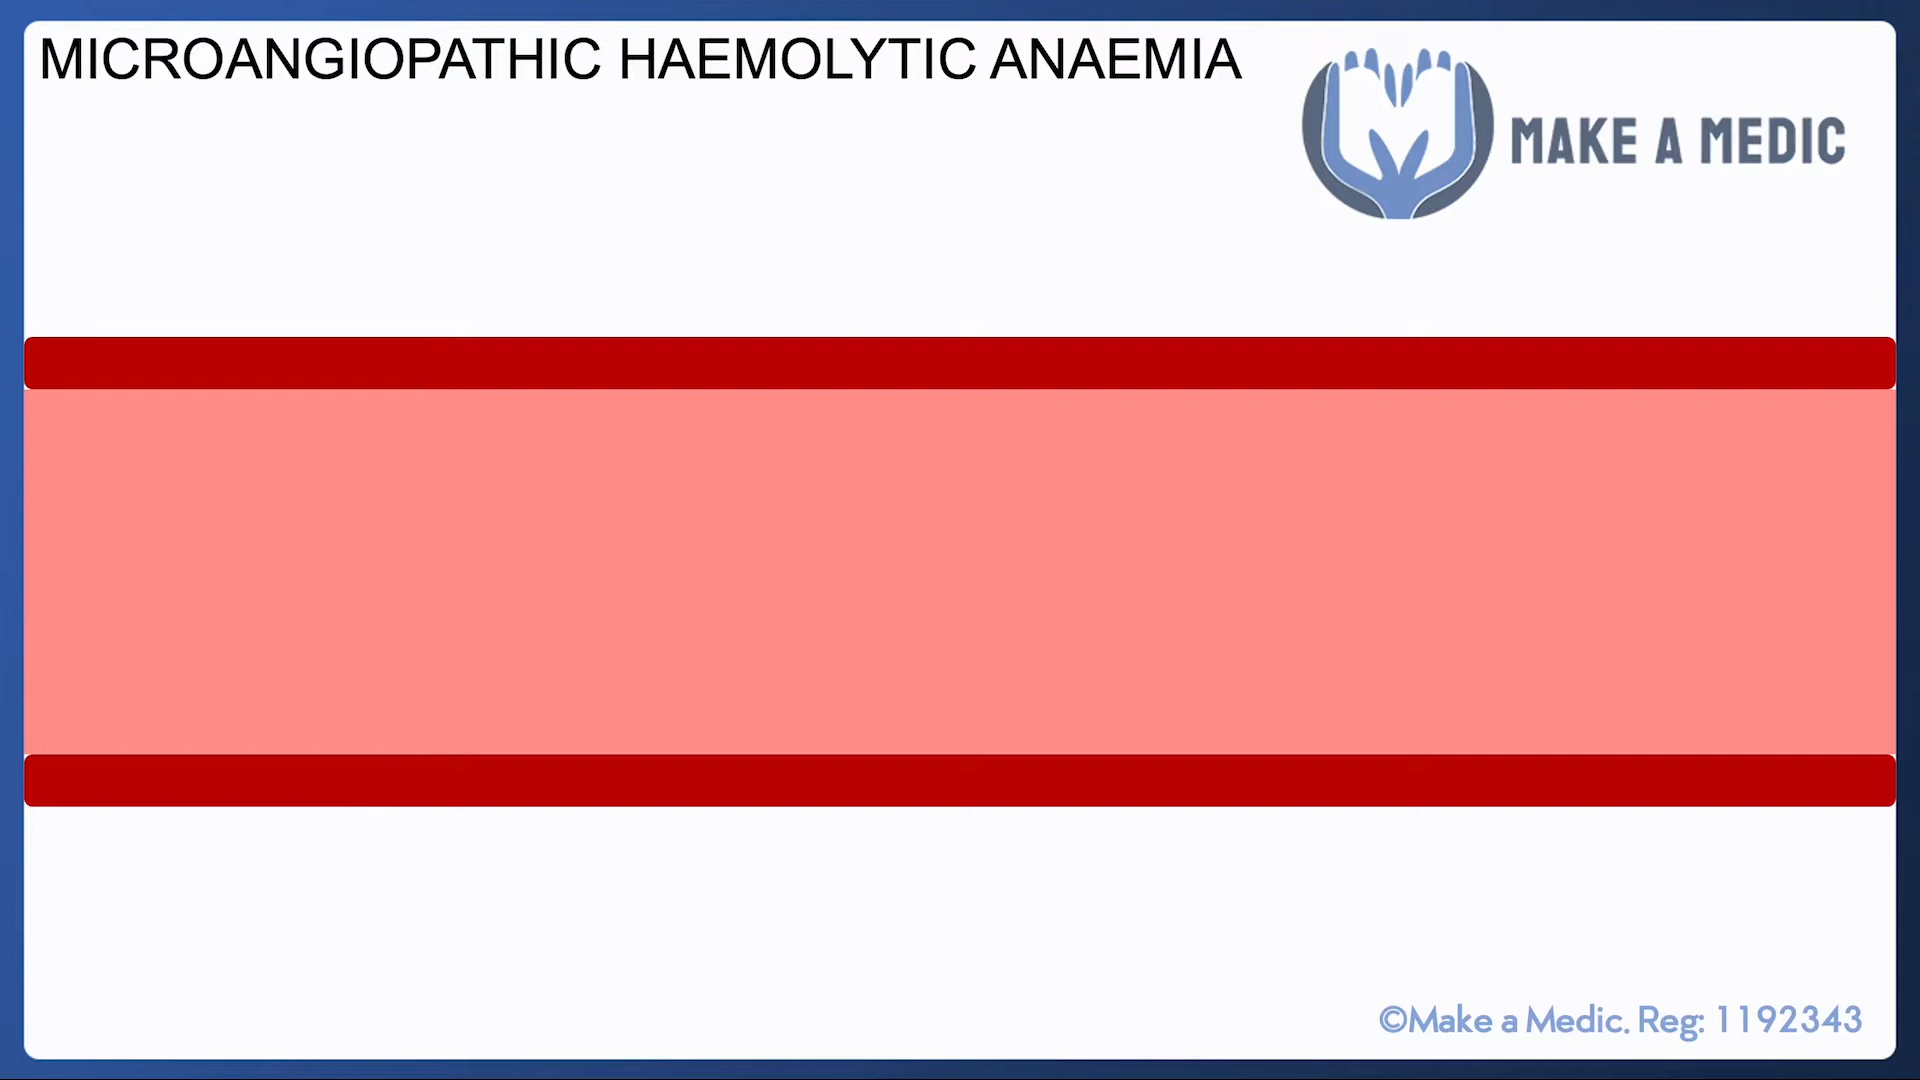 MICROANGIOPATHIC HAEMOLYTIC ANAEMIA
MAKE A MEDIC
©Make a Medic. Reg: 1192343